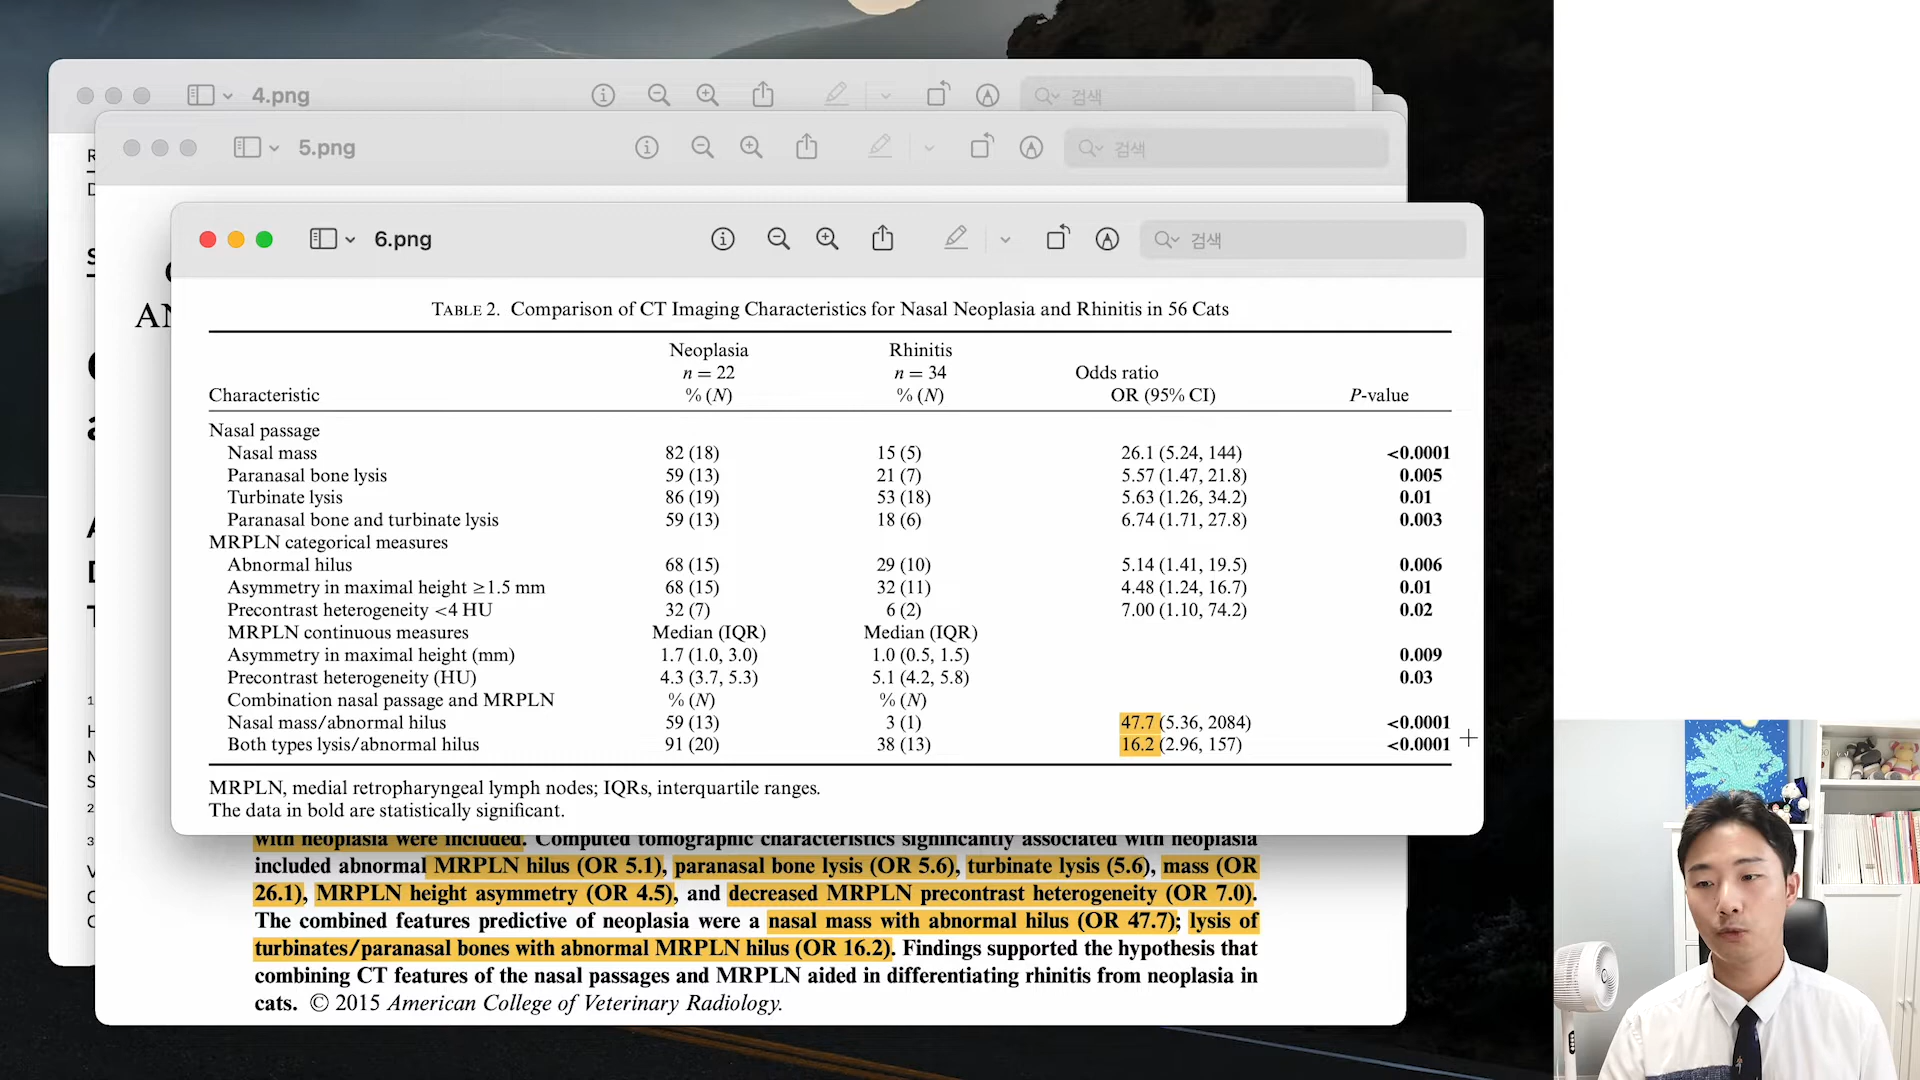 4.png
검색
5.png
검색
6.png
검색
TABLE 2. Comparison of CT Imaging Characteristics for Nasal Neoplasia and Rhinitis in 56 Cats
Neoplasia Rhinitis
n = 22 n = 34 Odds ratio
Characteristic % (N) % (N) OR (95% CI) P-value
Nasal passage
Nasal mass 82 (18) 15 (5) 26.1 (5.24, 144) <0.0001
Paranasal bone lysis 59 (13) 21 (7) 5.57 (1.47, 21.8) 0.005
Turbinate lysis 86 (19) 53 (18) 5.63 (1.26, 34.2) 0.01
Paranasal bone and turbinate lysis 59 (13) 18 (6) 6.74 (1.71, 27.8) 0.003
MRPLN categorical measures
Abnormal hilus 68 (15) 29 (10) 5.14 (1.41, 19.5) 0.006
Asymmetry in maximal height ≥1.5 mm 68 (15) 32 (11) 4.48 (1.24, 16.7) 0.01
Precontrast heterogeneity <4 HU 32 (7) 6 (2) 7.00 (1.10, 74.2) 0.02
MRPLN continuous measures Median (IQR) Median (IQR)
Asymmetry in maximal height (mm) 1.7 (1.0, 3.0) 1.0 (0.5, 1.5) 0.009
Precontrast heterogeneity (HU) 4.3 (3.7, 5.3) 5.1 (4.2, 5.8) 0.03
Combination nasal passage and MRPLN % (N) % (N)
Nasal mass/abnormal hilus 59 (13) 3 (1) 47.7 (5.36, 2084) <0.0001
Both types lysis/abnormal hilus 91 (20) 38 (13) 16.2 (2.96, 157) <0.0001
MRPLN, medial retropharyngeal lymph nodes; IQRs, interquartile ranges.
The data in bold are statistically significant.
with neoplasia were included. Computed tomographic characteristics significantly associated with neoplasia
included abnormal MRPLN hilus (OR 5.1), paranasal bone lysis (OR 5.6), turbinate lysis (5.6), mass (OR
26.1), MRPLN height asymmetry (OR 4.5), and decreased MRPLN precontrast heterogeneity (OR 7.0).
The combined features predictive of neoplasia were a nasal mass with abnormal hilus (OR 47.7); lysis of
turbinates/paranasal bones with abnormal MRPLN hilus (OR 16.2). Findings supported the hypothesis that
combining CT features of the nasal passages and MRPLN aided in differentiating rhinitis from neoplasia in
cats. © 2015 American College of Veterinary Radiology.